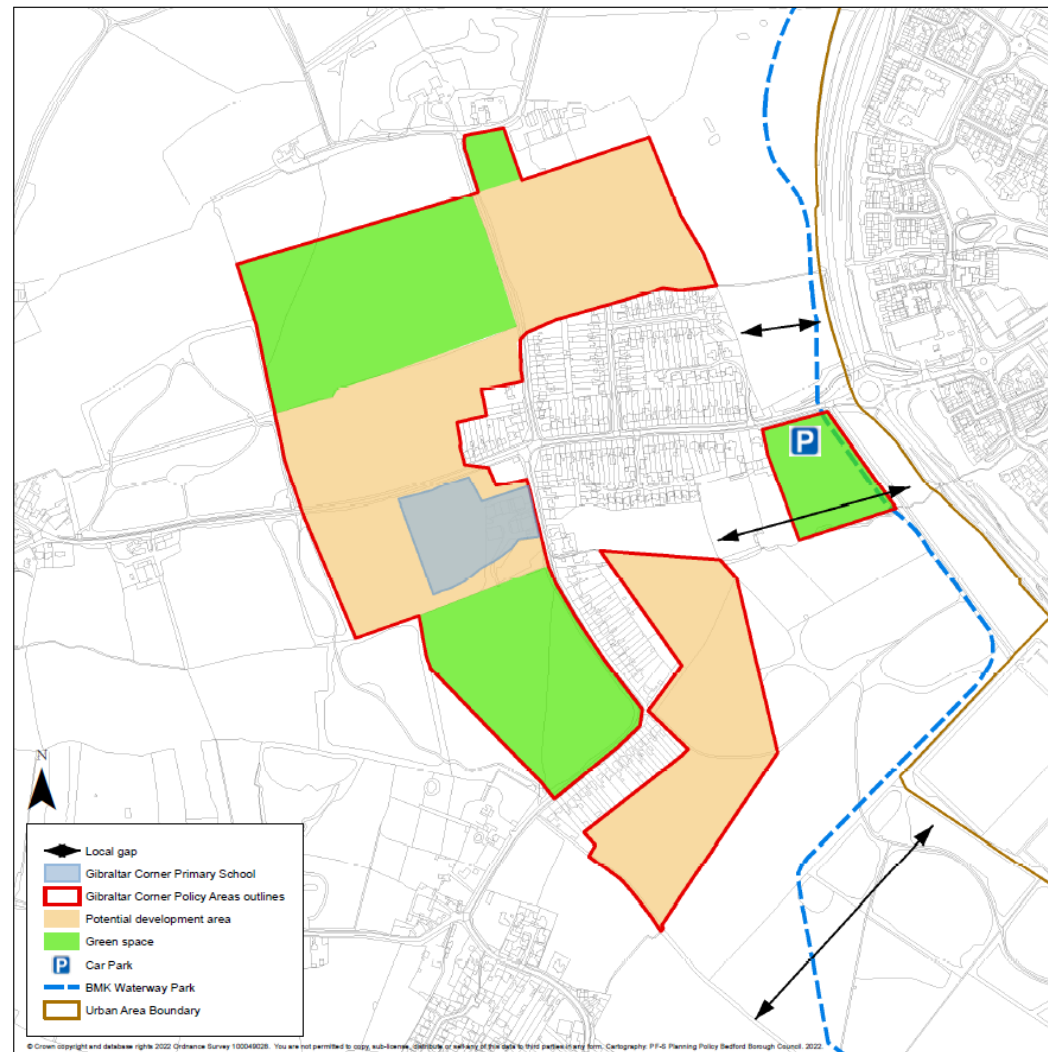 P
N
Local gap
Gibraltar Corner Primary School
Gibraltar Corner Policy Areas outlines
Potential development area
Green space
P Car Park
BMK Waterway Park
Urban Area Boundary
© Crown copyright and database rights 2022 Ordnance Survey 100049028. You are not permitted to copy, sub-license, distribute or sell any of this data to third parties in any form. Cartography: PF-S Planning Policy Bedford Borough Council. 2022.